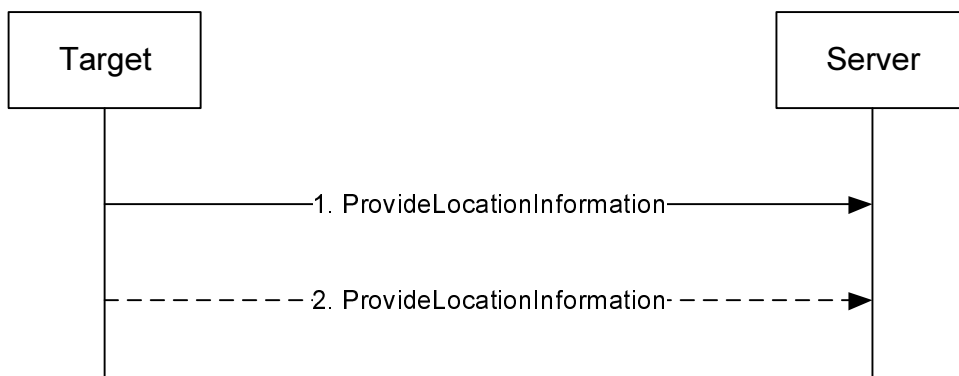 Target
Server
1. ProvideLocationInformation
2. ProvideLocationInformation